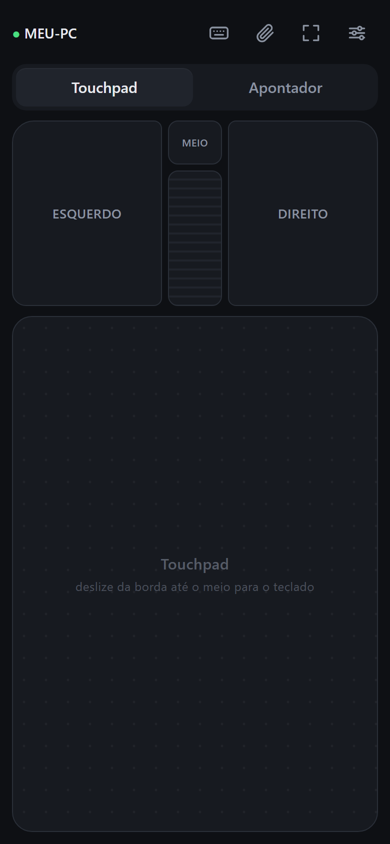 MEU-PC
Touchpad
Apontador
ESQUERDO
MEIO
DIREITO
Touchpad
deslize da borda até o meio para o teclado